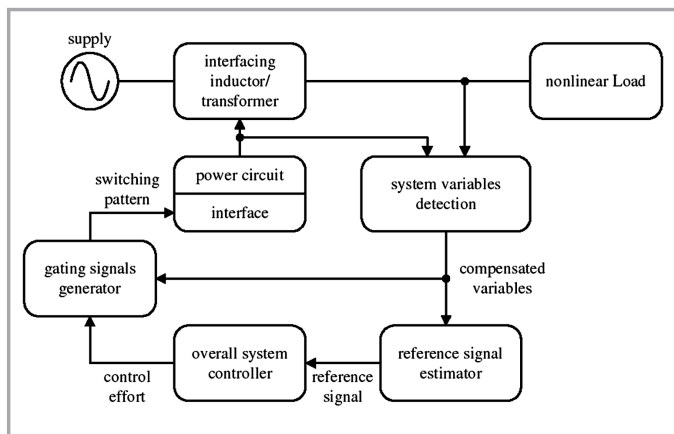 supply
interfacing
inductor/
transformer
nonlinear Load
switching
pattern
power circuit
interface
system variables
detection
gating signals
generator
compensated
variables
overall system
controller
reference signal
estimator
control
effort
reference
signal